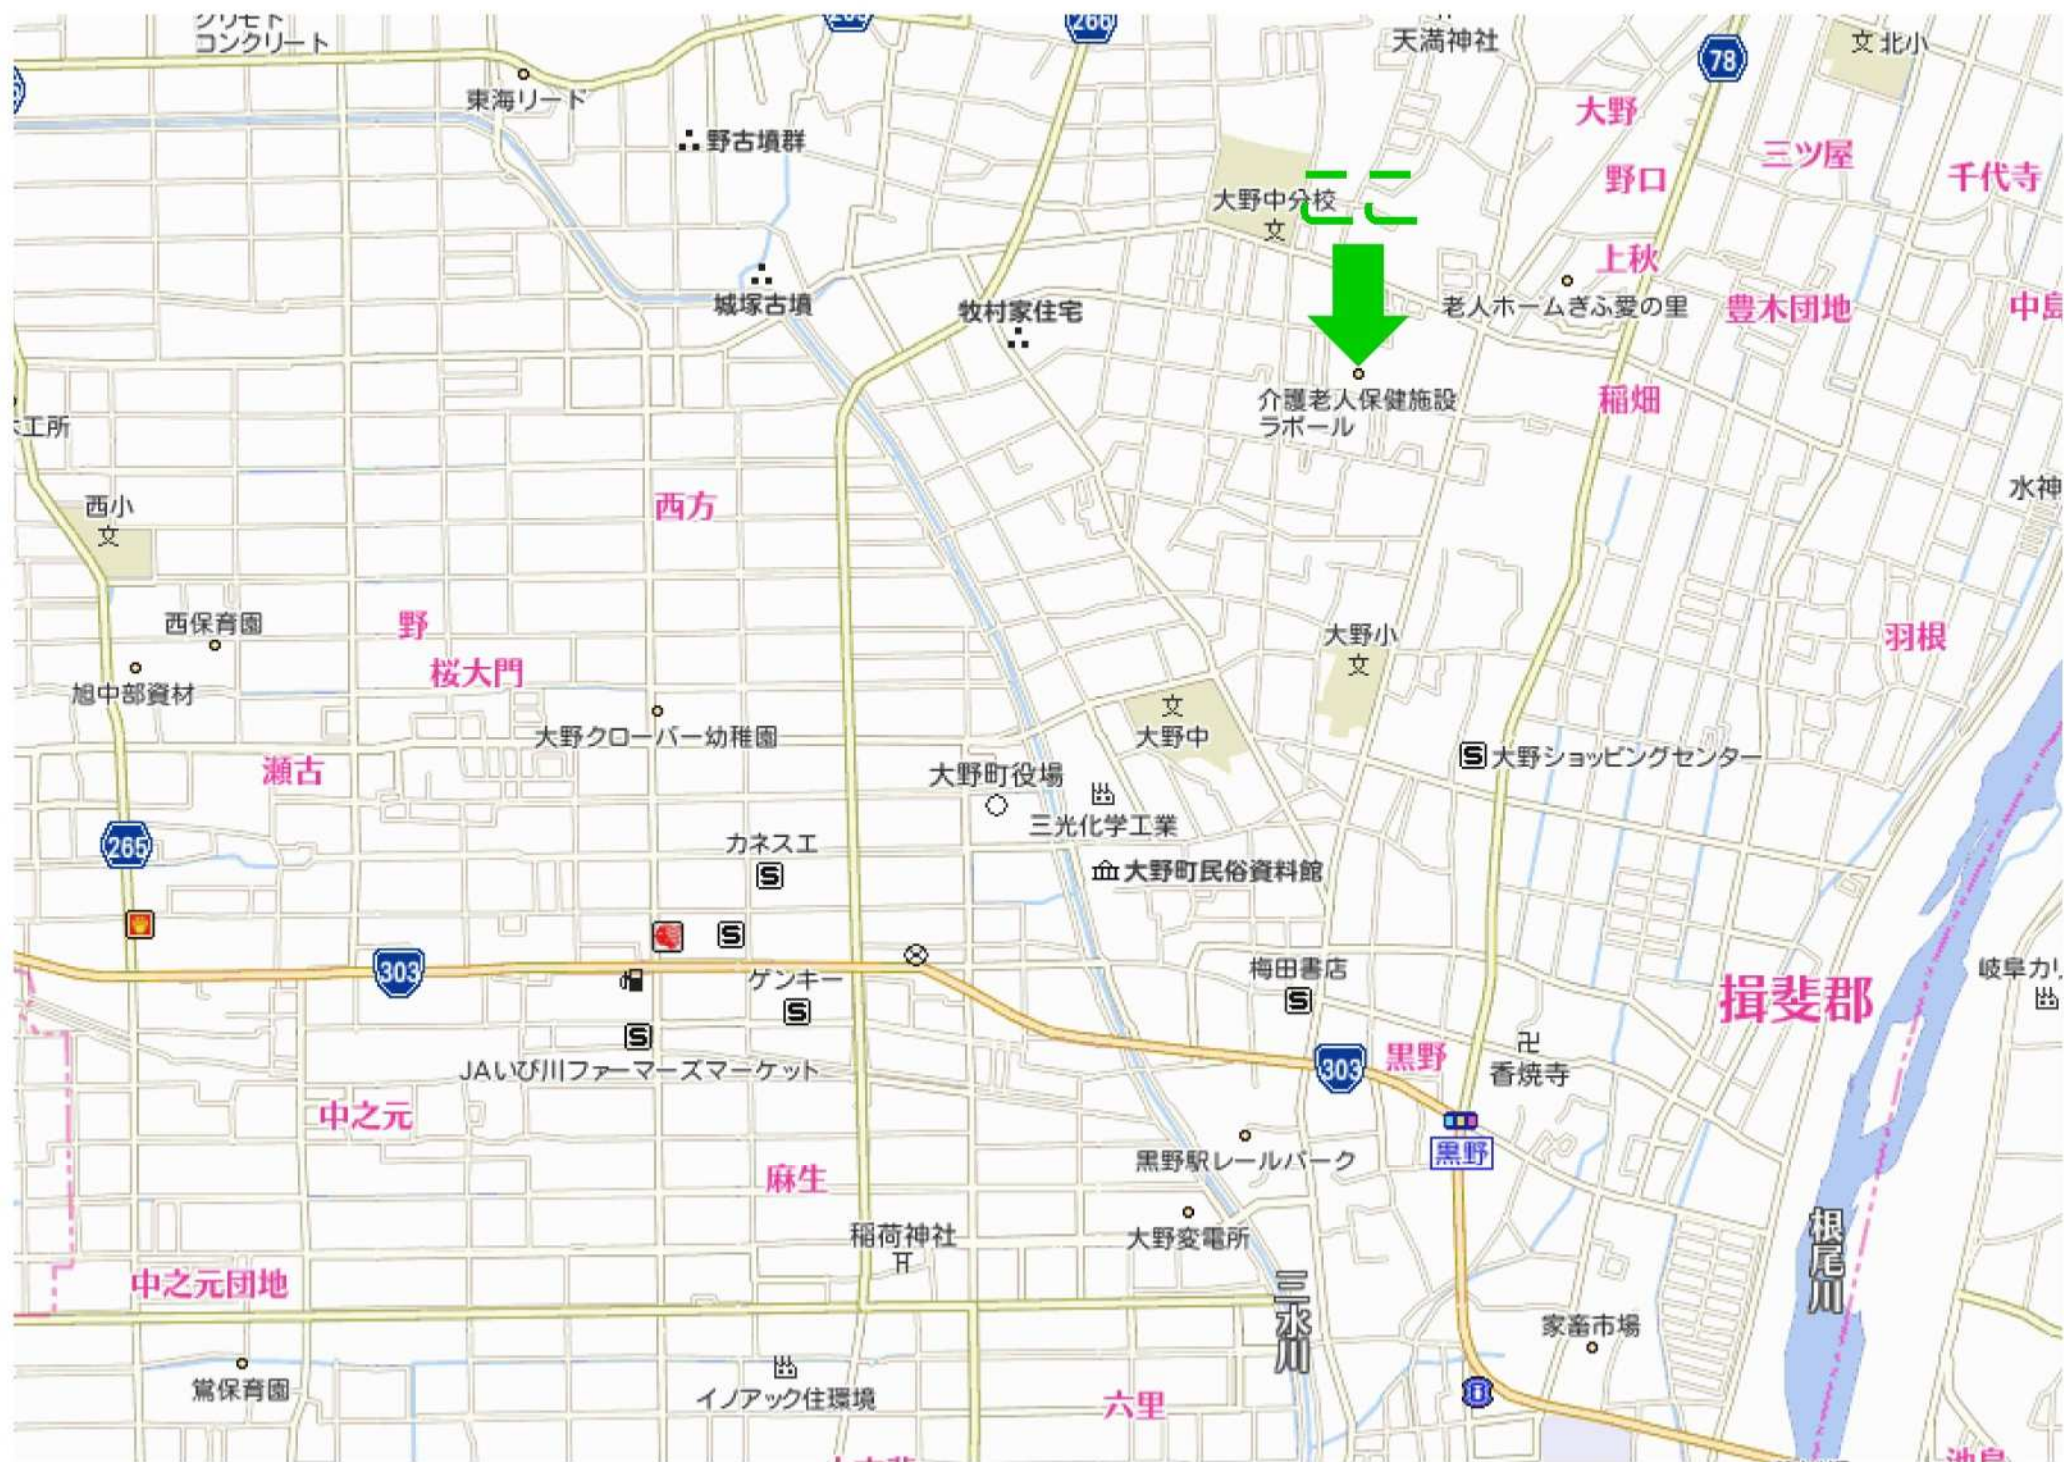 クリモト
コンクリート
266
天満神社
78
文 北小
東海リード
大野
野古墳群
三ツ屋
野口
千代寺
大野中分校
文
上秋
城塚古墳
牧村家住宅
老人ホームぎふ愛の里
豊木団地
中島
介護老人保健施設
ラポール
稲畑
工所
西方
水神
西小
文
西保育園
野
大野小
文
羽根
桜大門
旭中部資材
文
大野中
大野クローバー幼稚園
S 大野ショッピングセンター
瀬古
大野町役場
三光化学工業
265
カネスエ
S
大野町民俗資料館
S
303
ゲンキー
S
梅田書店
S
揖斐郡
岐阜カリ
S
JAいび川ファーマーズマーケット
303
黒野
卍
香焼寺
中之元
黒野駅レールパーク
黒野
麻生
稲荷神社
大野変電所
根尾川
中之元団地
三水川
家畜市場
鴬保育園
イノアック住環境
六里